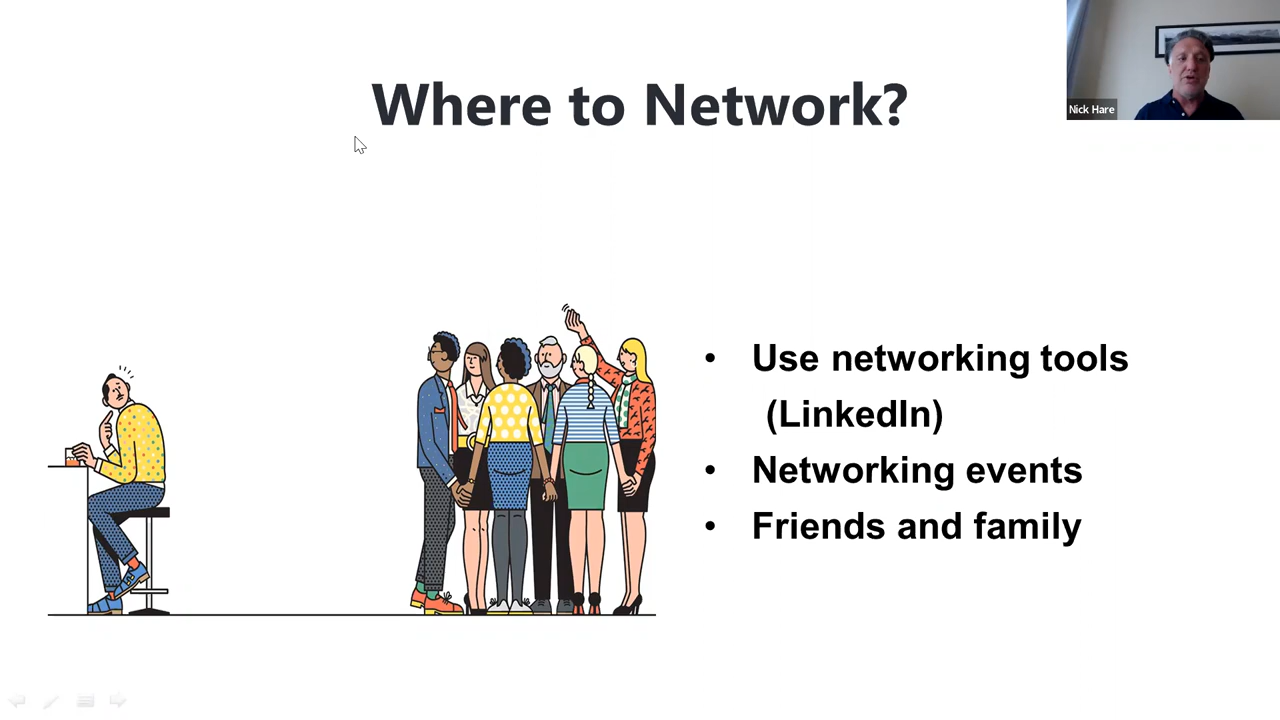 Where to Network?
Nick Hare
• Use networking tools
(LinkedIn)
• Networking events
• Friends and family